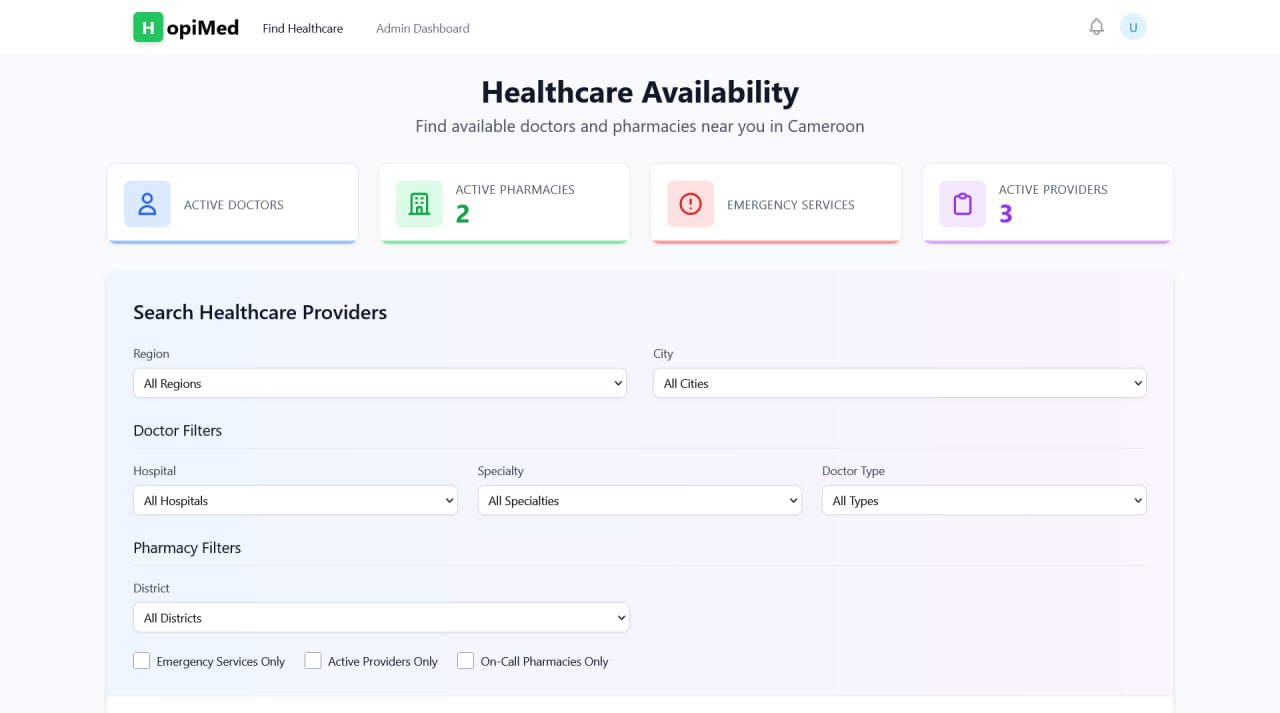 HopiMed Find Healthcare Admin Dashboard U
Healthcare Availability
Find available doctors and pharmacies near you in Cameroon
ACTIVE DOCTORS
ACTIVE PHARMACIES
2
EMERGENCY SERVICES
ACTIVE PROVIDERS
3
Search Healthcare Providers
Region City
All Regions All Cities
Doctor Filters
Hospital Specialty Doctor Type
All Hospitals All Specialties All Types
Pharmacy Filters
District
All Districts
Emergency Services Only Active Providers Only On-Call Pharmacies Only